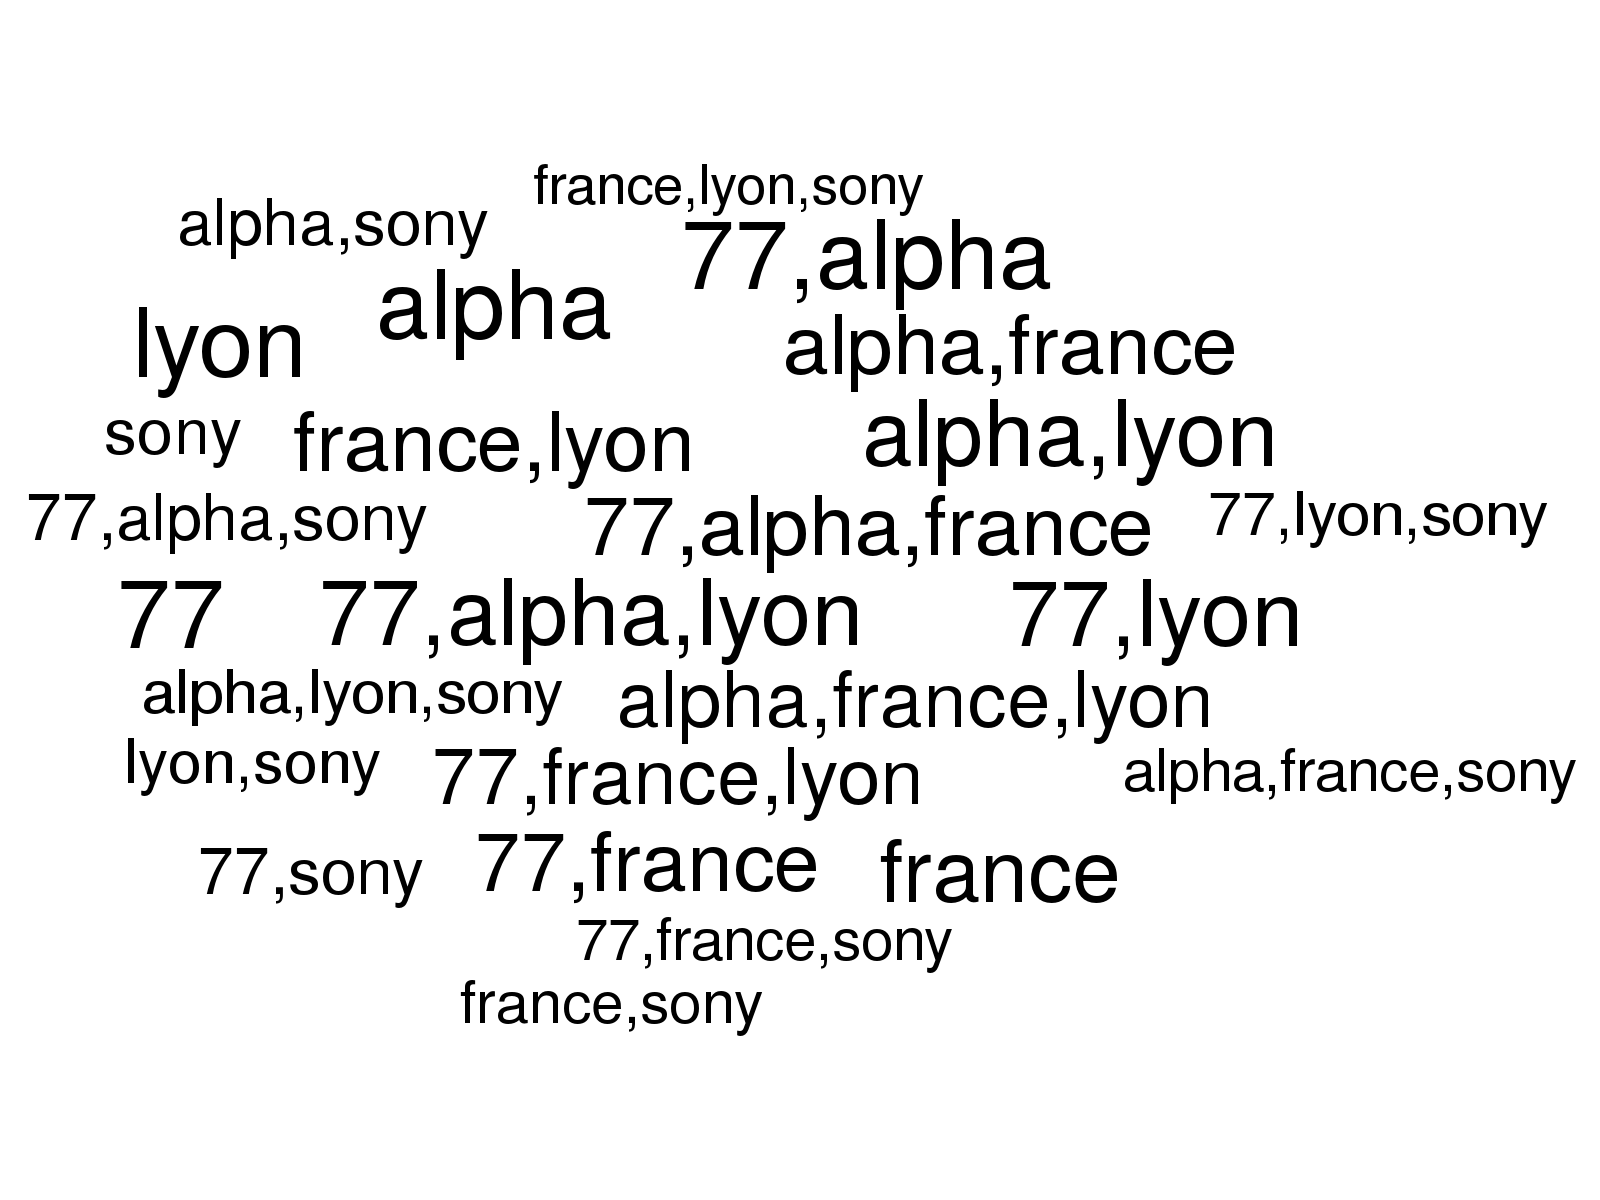 france,lyon,sony
alpha,sony
77,alpha
alpha
lyon
alpha,france
sony
france,lyon
alpha,lyon
77,alpha,sony
77,alpha,france
77,lyon,sony
77
77,alpha,lyon
77,lyon
alpha,lyon,sony
alpha,france,lyon
lyon,sony
77,france,lyon
alpha,france,sony
77,sony
77,france
france
77,france,sony
france,sony